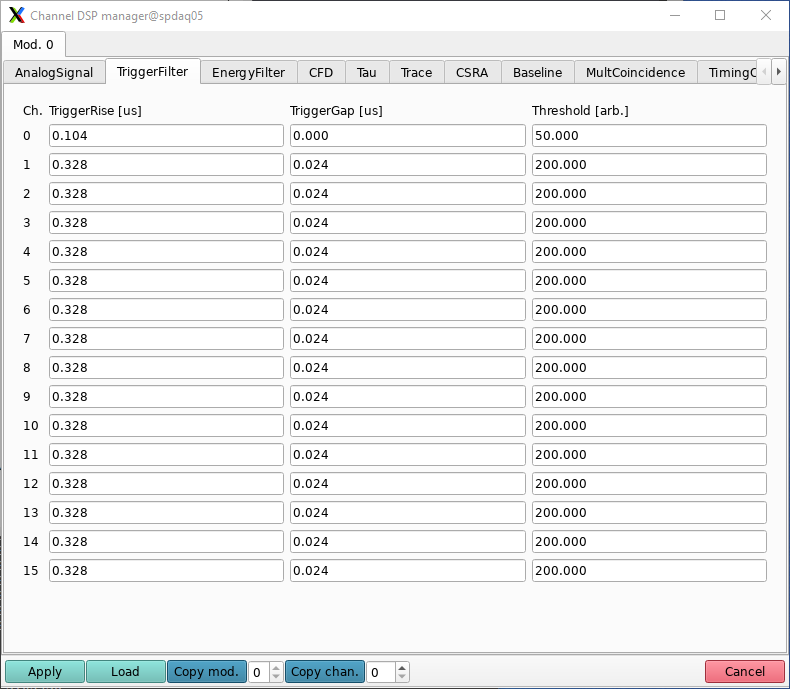 Channel DSP manager@spdaq05
Mod. 0
AnalogSignal TriggerFilter EnergyFilter CFD Tau Trace CSRA Baseline MultCoincidence TimingC
Ch. TriggerRise [us] TriggerGap [us] Threshold [arb.]
0 0.104 0.000 50.000
1 0.328 0.024 200.000
2 0.328 0.024 200.000
3 0.328 0.024 200.000
4 0.328 0.024 200.000
5 0.328 0.024 200.000
6 0.328 0.024 200.000
7 0.328 0.024 200.000
8 0.328 0.024 200.000
9 0.328 0.024 200.000
10 0.328 0.024 200.000
11 0.328 0.024 200.000
12 0.328 0.024 200.000
13 0.328 0.024 200.000
14 0.328 0.024 200.000
15 0.328 0.024 200.000
Apply Load Copy mod. 0 Copy chan. 0 Cancel